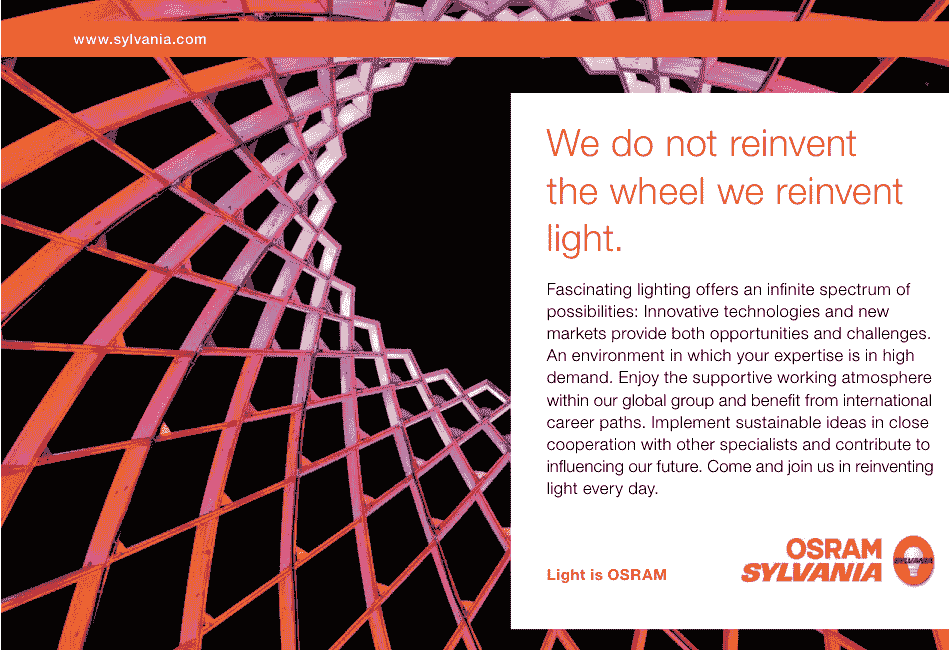 www.sylvania.com
We do not reinvent
the wheel we reinvent
light.
Fascinating lighting offers an infinite spectrum of
possibilities: Innovative technologies and new
markets provide both opportunities and challenges.
An environment in which your expertise is in high
demand. Enjoy the supportive working atmosphere
within our global group and benefit from international
career paths. Implement sustainable ideas in close
cooperation with other specialists and contribute to
influencing our future. Come and join us in reinventing
light every day.
Light is OSRAM
OSRAM
SYLVANIA
SYLVANIA